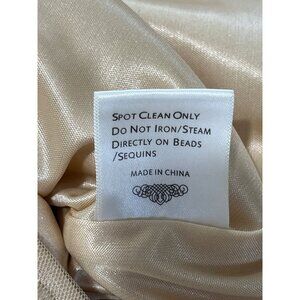 SPOT CLEAN ONLY
DO NOT IRON/STEAM
DIRECTLY ON BEADS
/SEQUINS
MADE IN CHINA